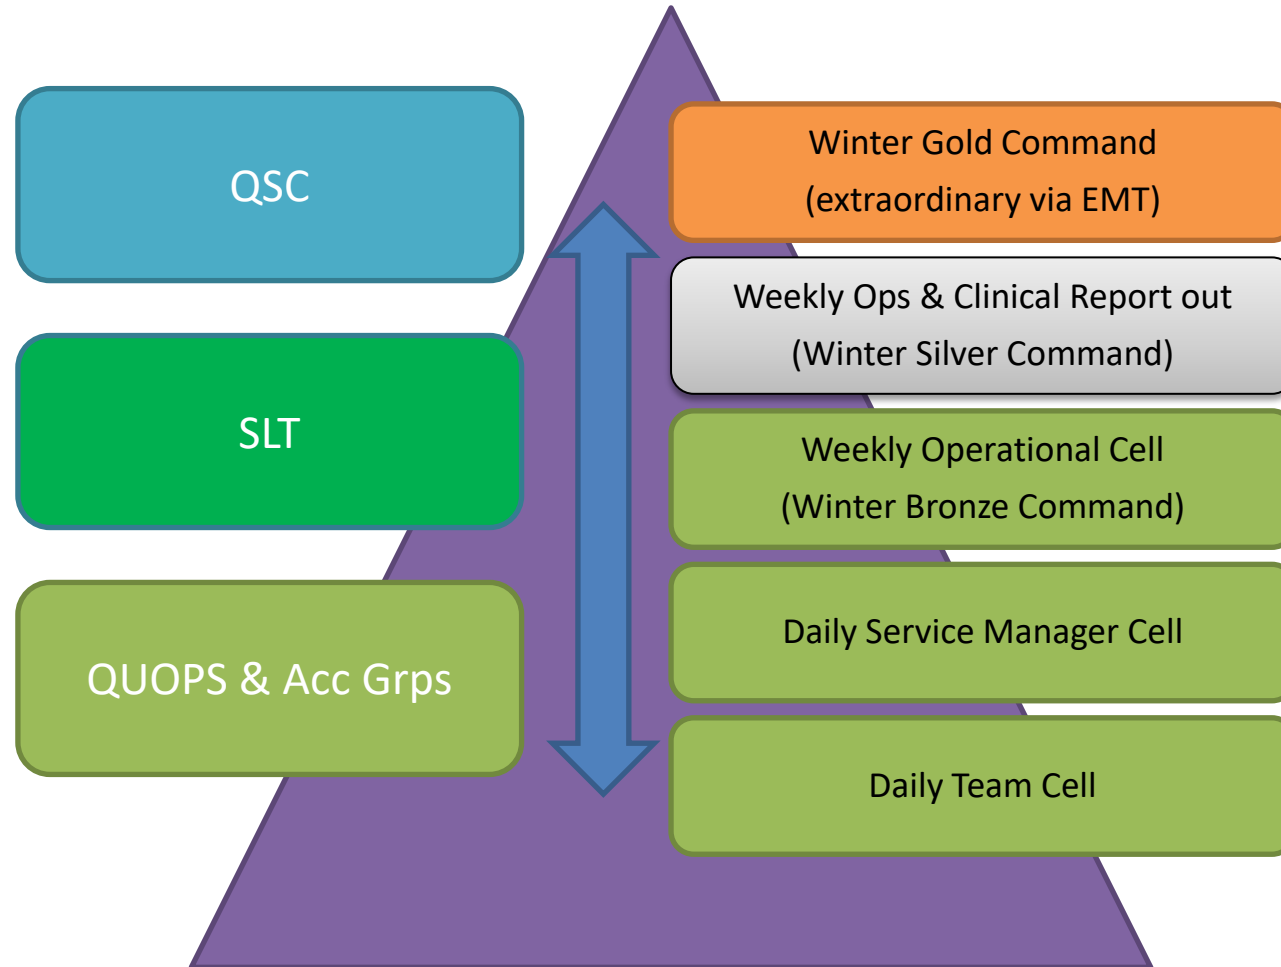 QSC
SLT
QUOPS & Acc Grps
Winter Gold Command
(extraordinary via EMT)
Weekly Ops & Clinical Report out
(Winter Silver Command)
Weekly Operational Cell
(Winter Bronze Command)
Daily Service Manager Cell
Daily Team Cell